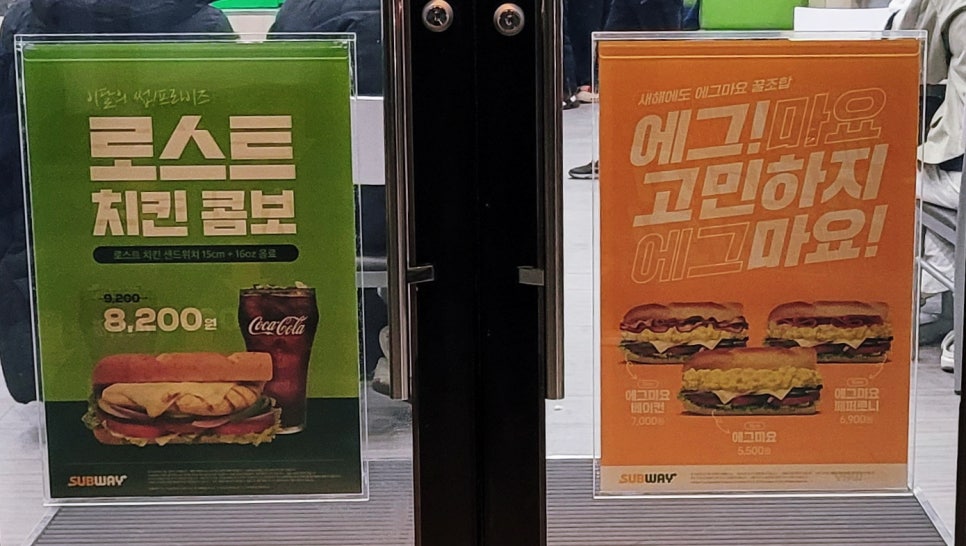 이달의 썹!프라이즈
로스트
치킨 콤보
로스트 치킨 샌드위치 15cm + 16oz 음료
9,200
8,200원
Coca-Cola
SUBWAY
새해에도 에그마요 꿀조합
에그!마요
고민하지
에그마요!
에그마요
베이컨
7,000원
에그마요
페퍼로니
6,900원
에그마요
5,500원
SUBWAY